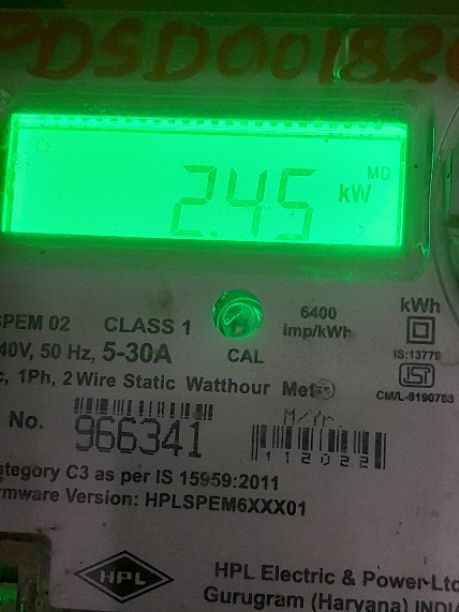 PDSD001820
MD
2.45 kW
6400
imp/kWh
kWh
SPEM 02 CLASS 1
40V, 50 Hz, 5-30A
CAL
IS:13779
ISI
CM/L-9190783
c, 1Ph, 2 Wire Static Watthour Meter
No. 966341
M/Yr.
112022
ategory C3 as per IS 15959:2011
rmware Version: HPLSPEM6XXX01
HPL
HPL Electric & Power Ltd
Gurugram (Haryana) INDI